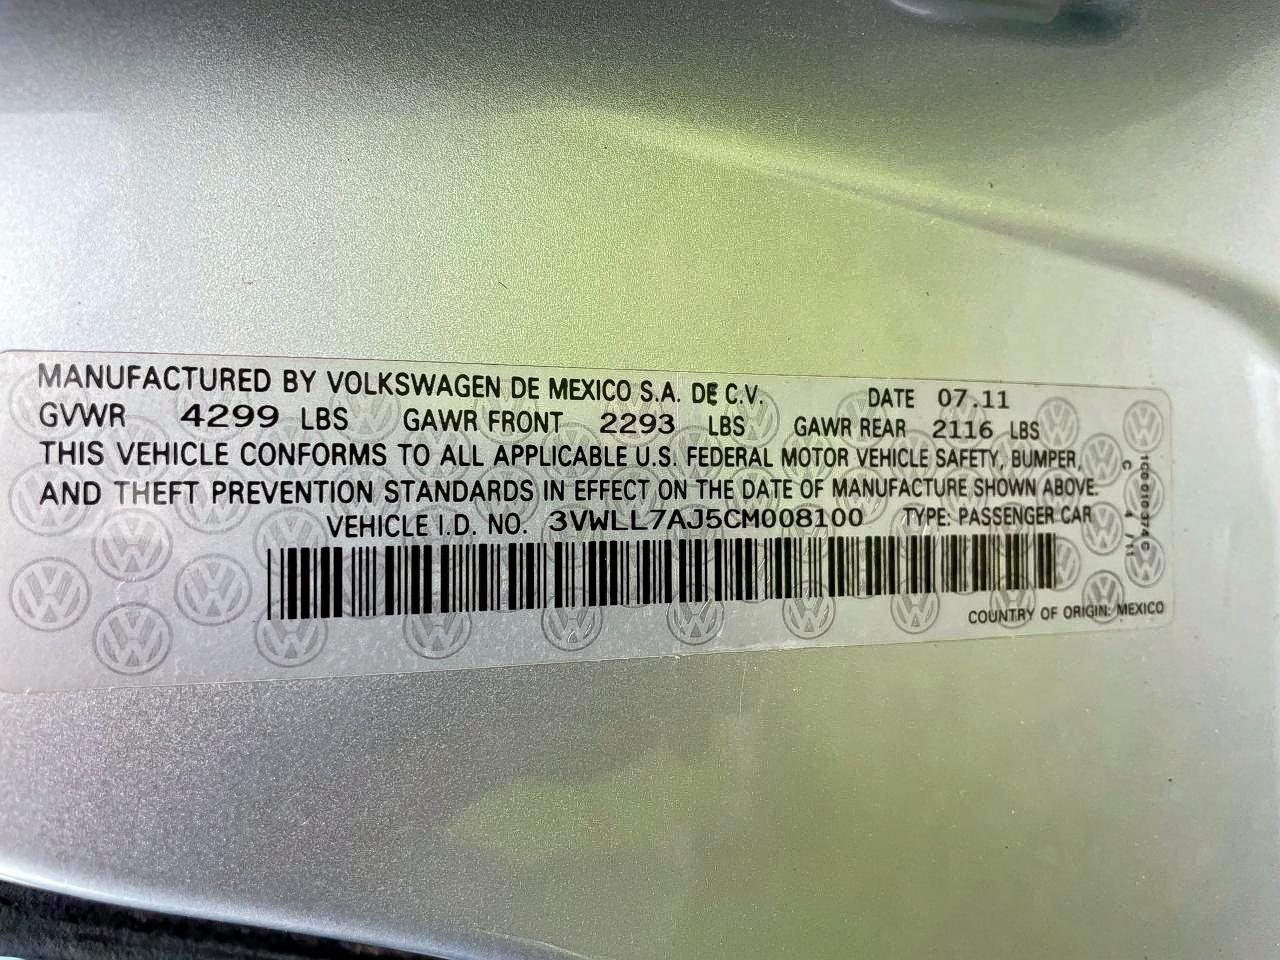 MANUFACTURED BY VOLKSWAGEN DE MEXICO S.A. DE C.V. DATE 07.11
GVWR 4299 LBS GAWR FRONT 2293 LBS GAWR REAR 2116 LBS
THIS VEHICLE CONFORMS TO ALL APPLICABLE U.S. FEDERAL MOTOR VEHICLE SAFETY, BUMPER,
AND THEFT PREVENTION STANDARDS IN EFFECT ON THE DATE OF MANUFACTURE SHOWN ABOVE.
VEHICLE I.D. NO. 3VWLL7AJ5CM008100 TYPE: PASSENGER CAR
COUNTRY OF ORIGIN: MEXICO